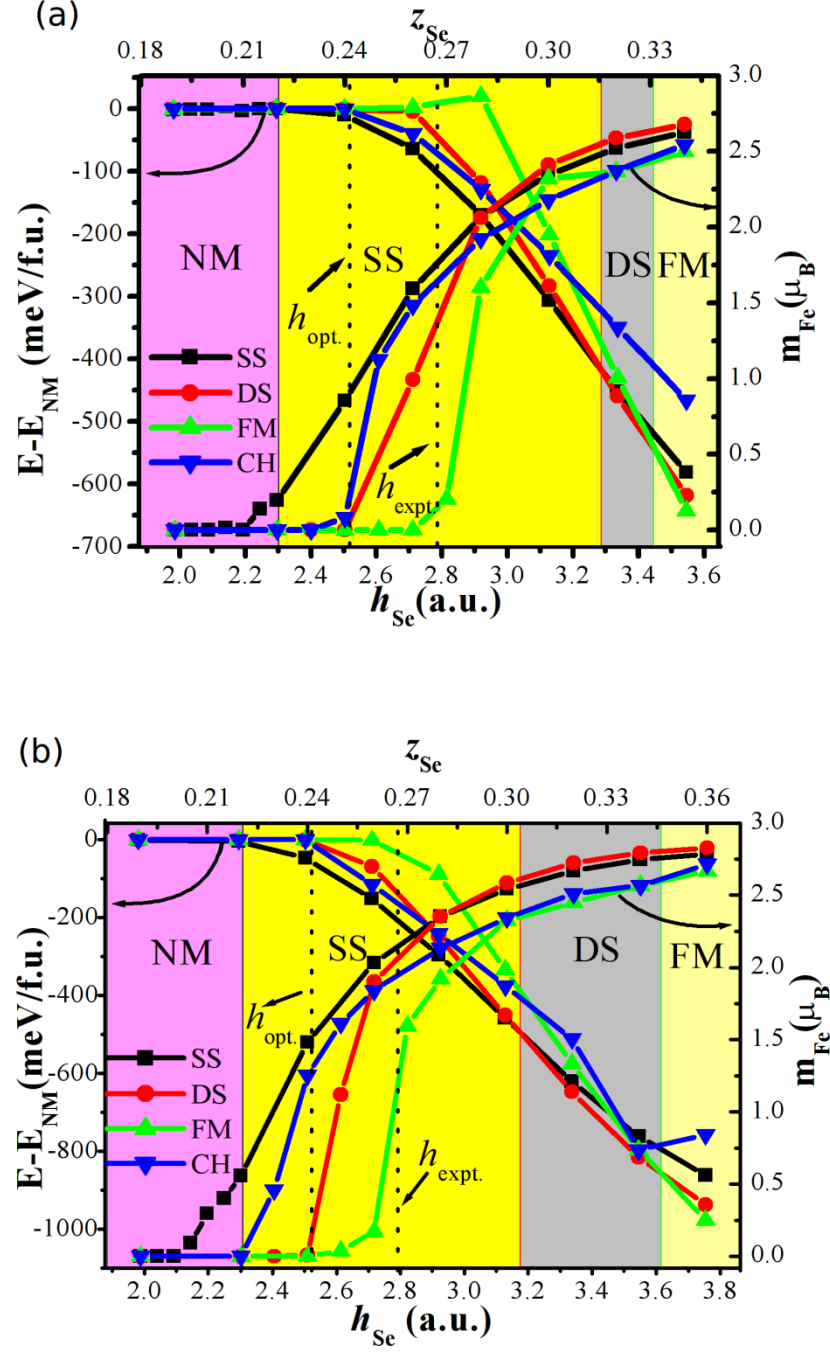 (a)
z_Se
0.18 0.21 0.24 0.27 0.30 0.33
E-E_NM (meV/f.u.)
0
-100
-200
-300
-400
-500
-600
-700
NM SS DS FM
h_opt.
h_expt.
SS
DS
FM
CH
3.0
2.5
2.0
1.5
1.0
0.5
0.0
m_Fe(μ_B)
2.0 2.2 2.4 2.6 2.8 3.0 3.2 3.4 3.6
h_Se(a.u.)
(b)
z_Se
0.18 0.21 0.24 0.27 0.30 0.33 0.36
E-E_NM(meV/f.u.)
0
-200
-400
-600
-800
-1000
NM SS DS FM
h_opt.
h_expt.
SS
DS
FM
CH
3.0
2.5
2.0
1.5
1.0
0.5
0.0
m_Fe(μ_B)
2.0 2.2 2.4 2.6 2.8 3.0 3.2 3.4 3.6 3.8
h_Se(a.u.)